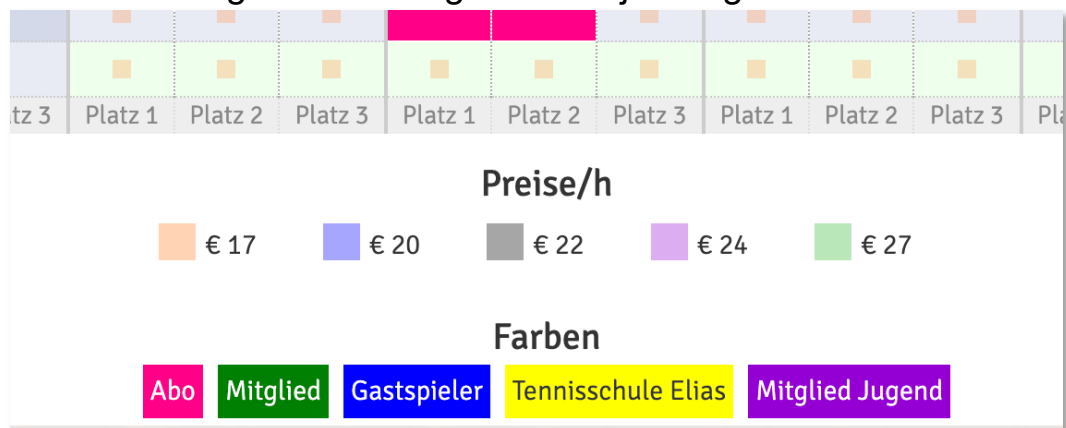 tz 3 Platz 1 Platz 2 Platz 3 Platz 1 Platz 2 Platz 3 Platz 1 Platz 2 Platz 3
Preise/h
€ 17 € 20 € 22 € 24 € 27
Farben
Abo Mitglied Gastspieler Tennisschule Elias Mitglied Jugend